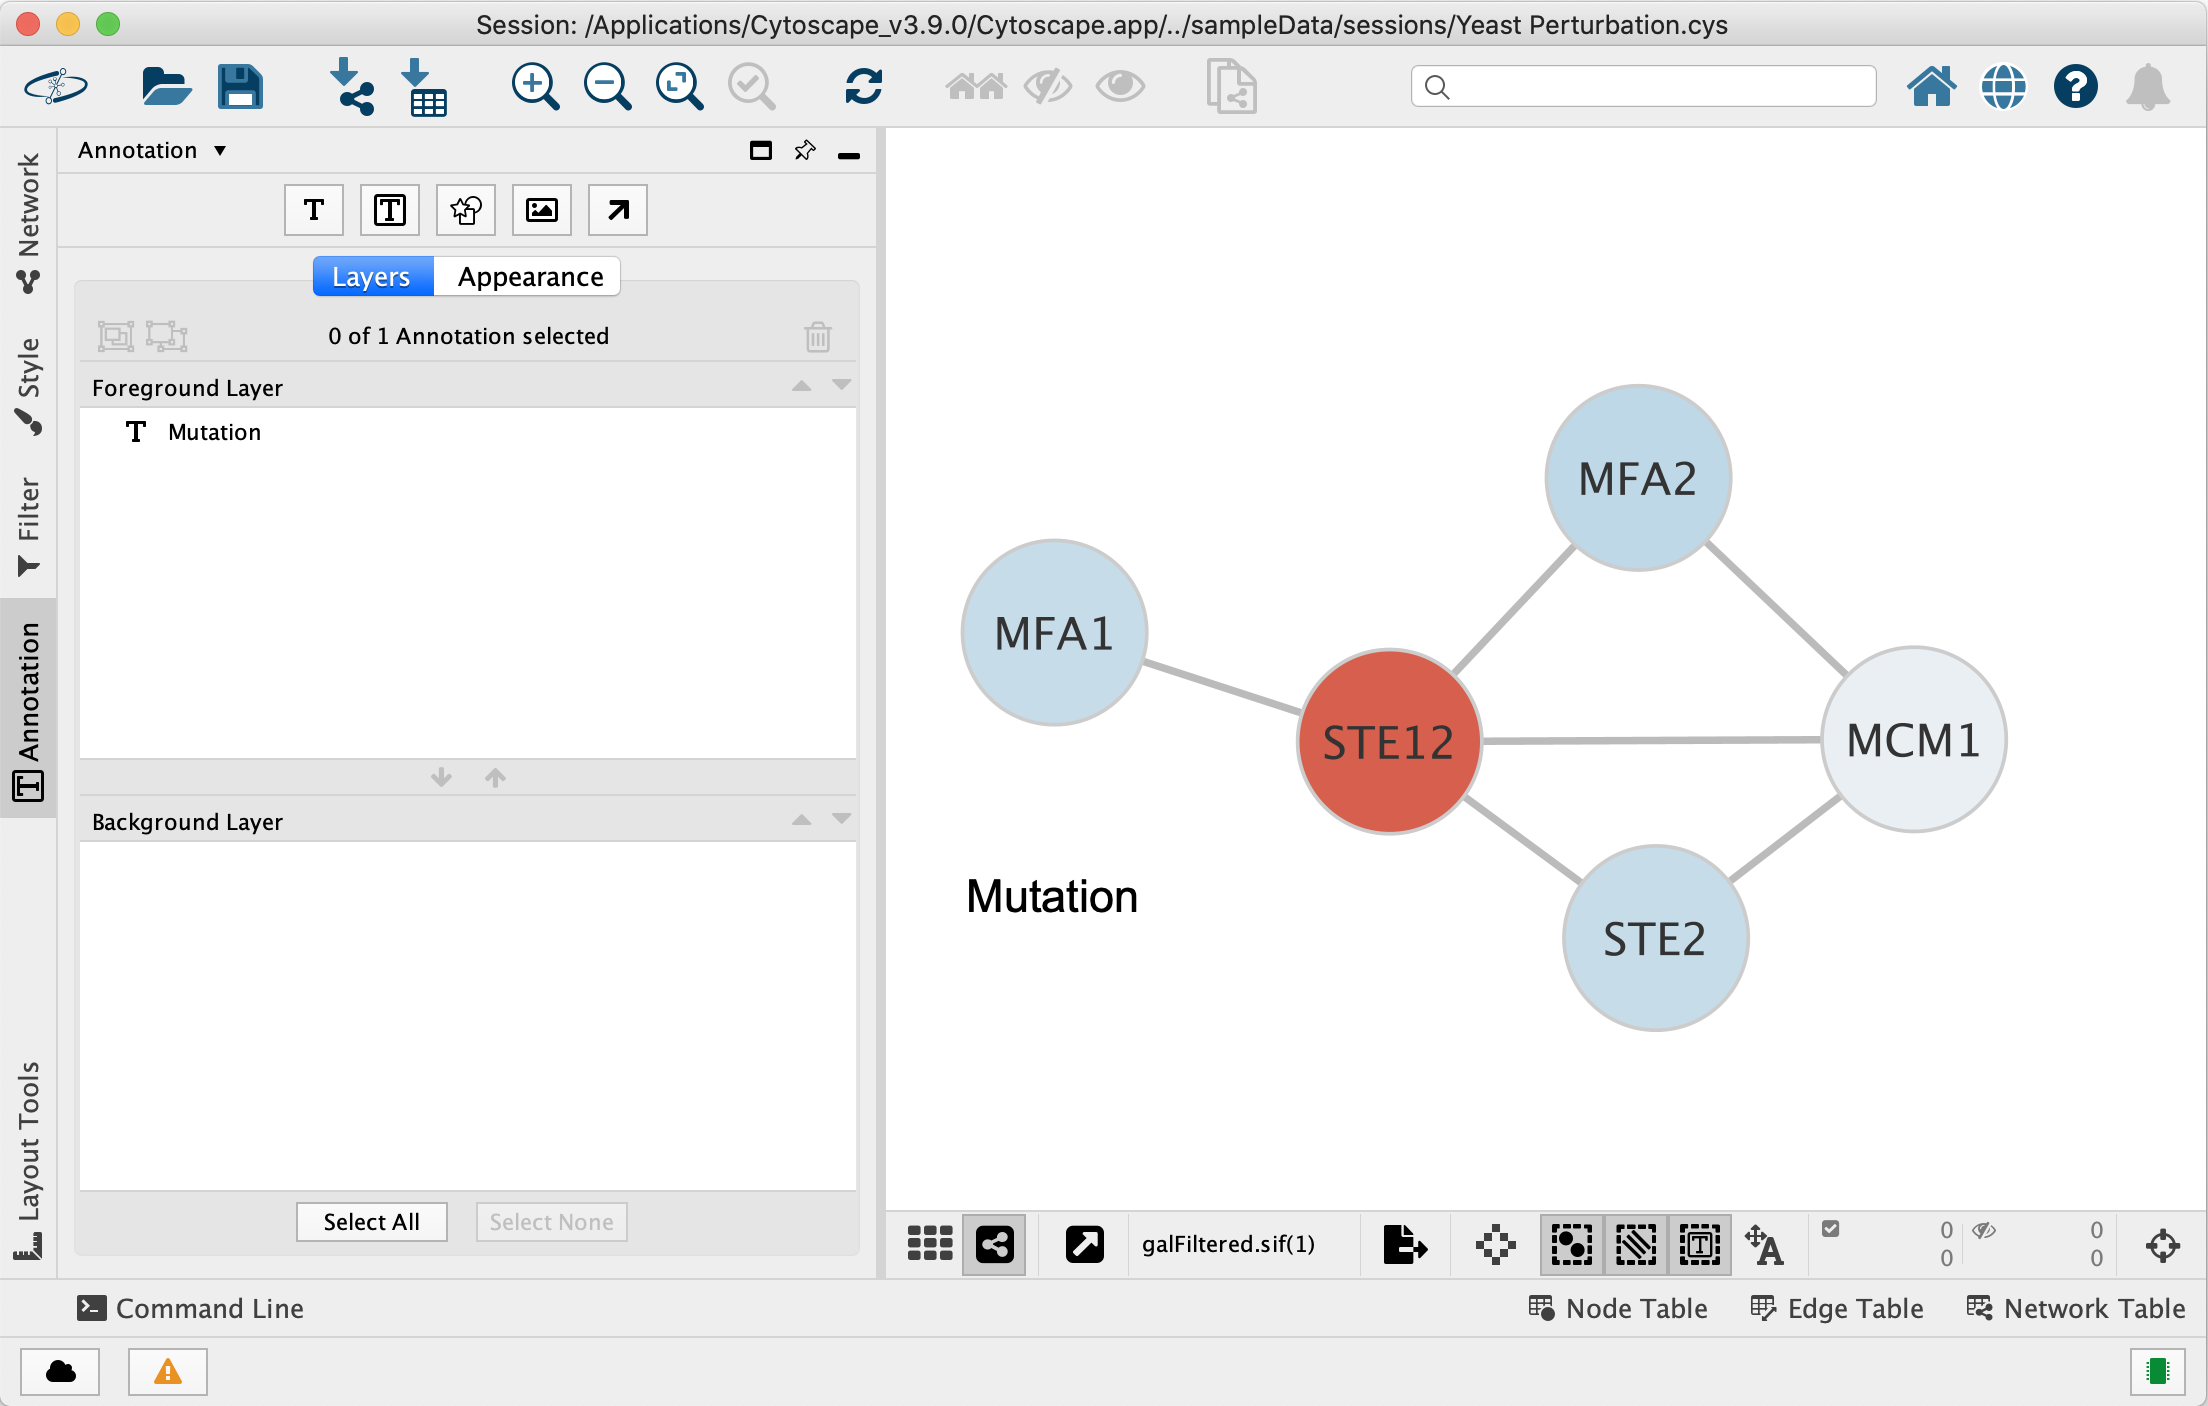 Session: /Applications/Cytoscape_v3.9.0/Cytoscape.app/../sampleData/sessions/Yeast Perturbation.cys
Network
Style
Filter
Annotation
Layout Tools
Annotation
T
T
Layers
Appearance
0 of 1 Annotation selected
Foreground Layer
T Mutation
Background Layer
Select All
Select None
MFA2
MFA1
STE12
MCM1
Mutation
STE2
galFiltered.sif(1)
T
A
0
0
0
0
Command Line
Node Table
Edge Table
Network Table